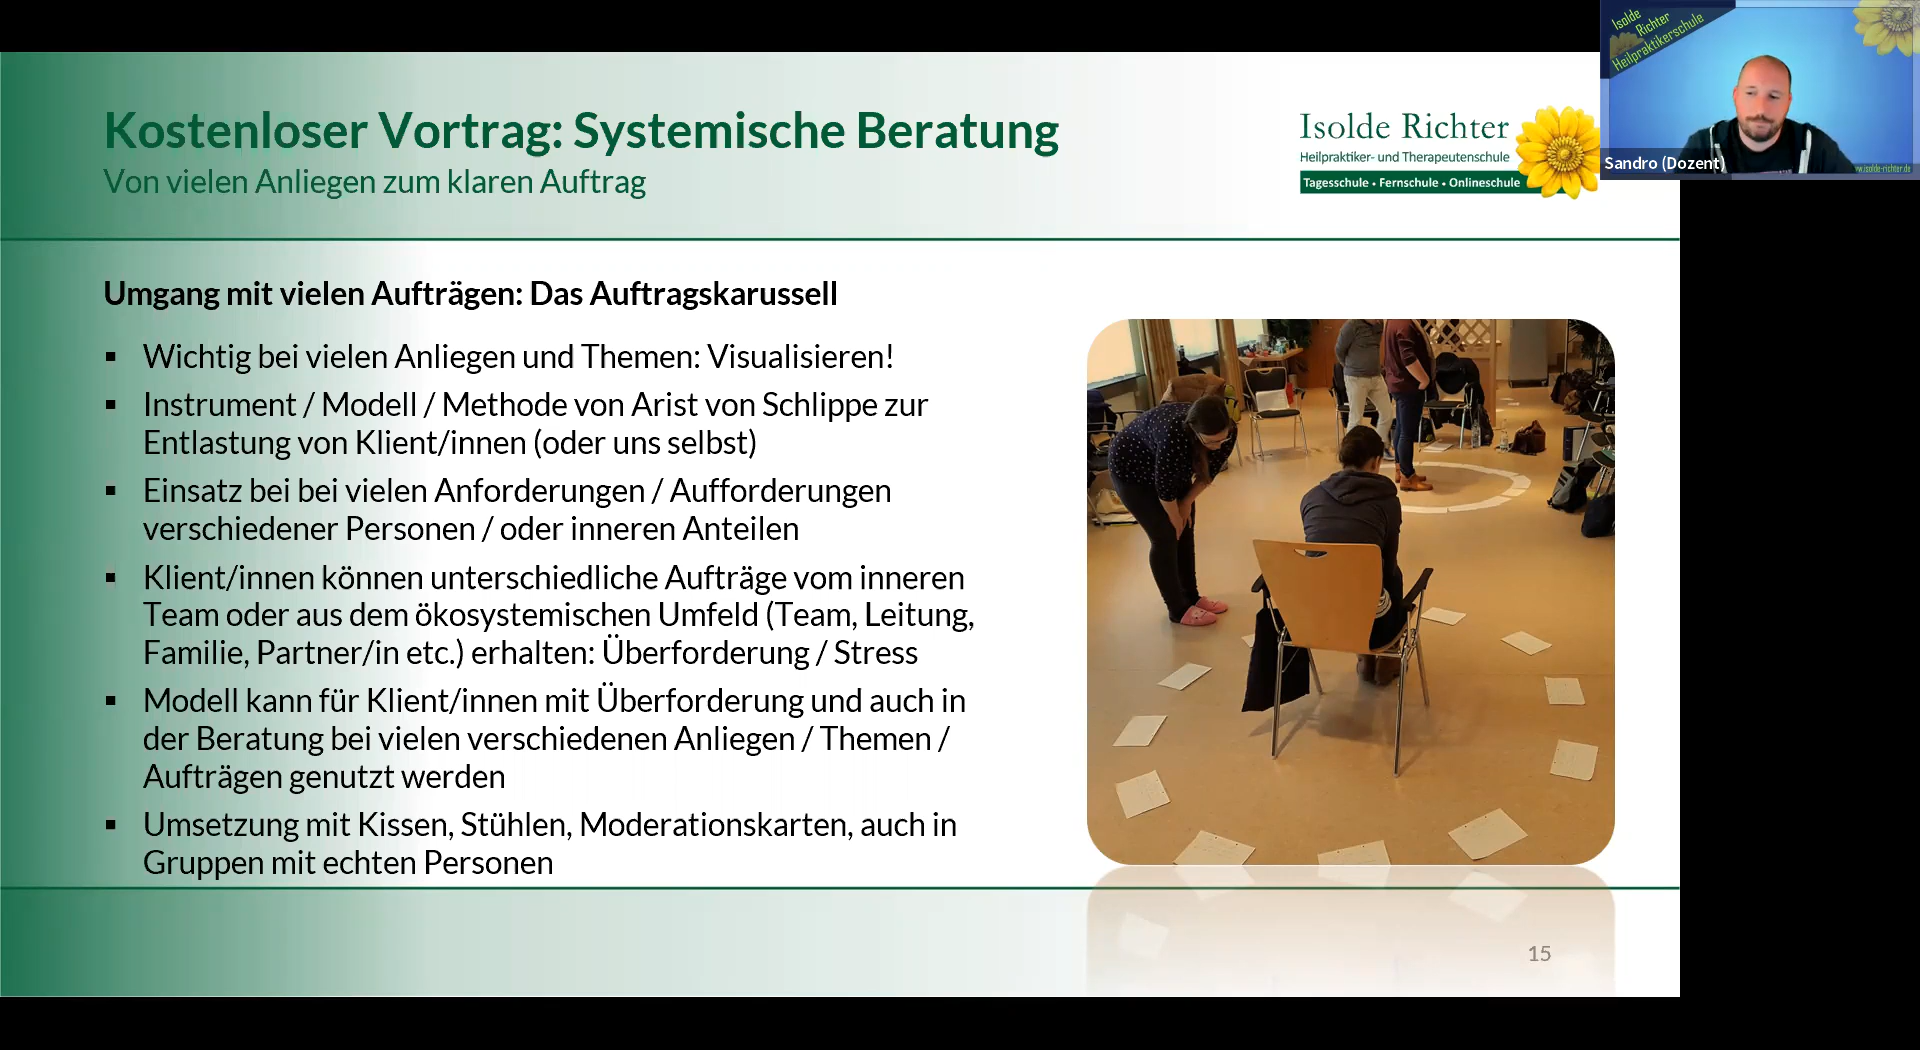 Kostenloser Vortrag: Systemische Beratung
Von vielen Anliegen zum klaren Auftrag
Isolde Richter
Heilpraktiker- und Therapeutenschule
Tagesschule • Fernschule • Onlineschule
Isolde
Richter
Heilpraktikerschule
Sandro (Dozent)
w.isolde-richter.de
Umgang mit vielen Aufträgen: Das Auftragskarussell
▪ Wichtig bei vielen Anliegen und Themen: Visualisieren!
▪ Instrument / Modell / Methode von Arist von Schlippe zur
Entlastung von Klient/innen (oder uns selbst)
▪ Einsatz bei bei vielen Anforderungen / Aufforderungen
verschiedener Personen / oder inneren Anteilen
▪ Klient/innen können unterschiedliche Aufträge vom inneren
Team oder aus dem ökosystemischen Umfeld (Team, Leitung,
Familie, Partner/in etc.) erhalten: Überforderung / Stress
▪ Modell kann für Klient/innen mit Überforderung und auch in
der Beratung bei vielen verschiedenen Anliegen / Themen /
Aufträgen genutzt werden
▪ Umsetzung mit Kissen, Stühlen, Moderationskarten, auch in
Gruppen mit echten Personen
15